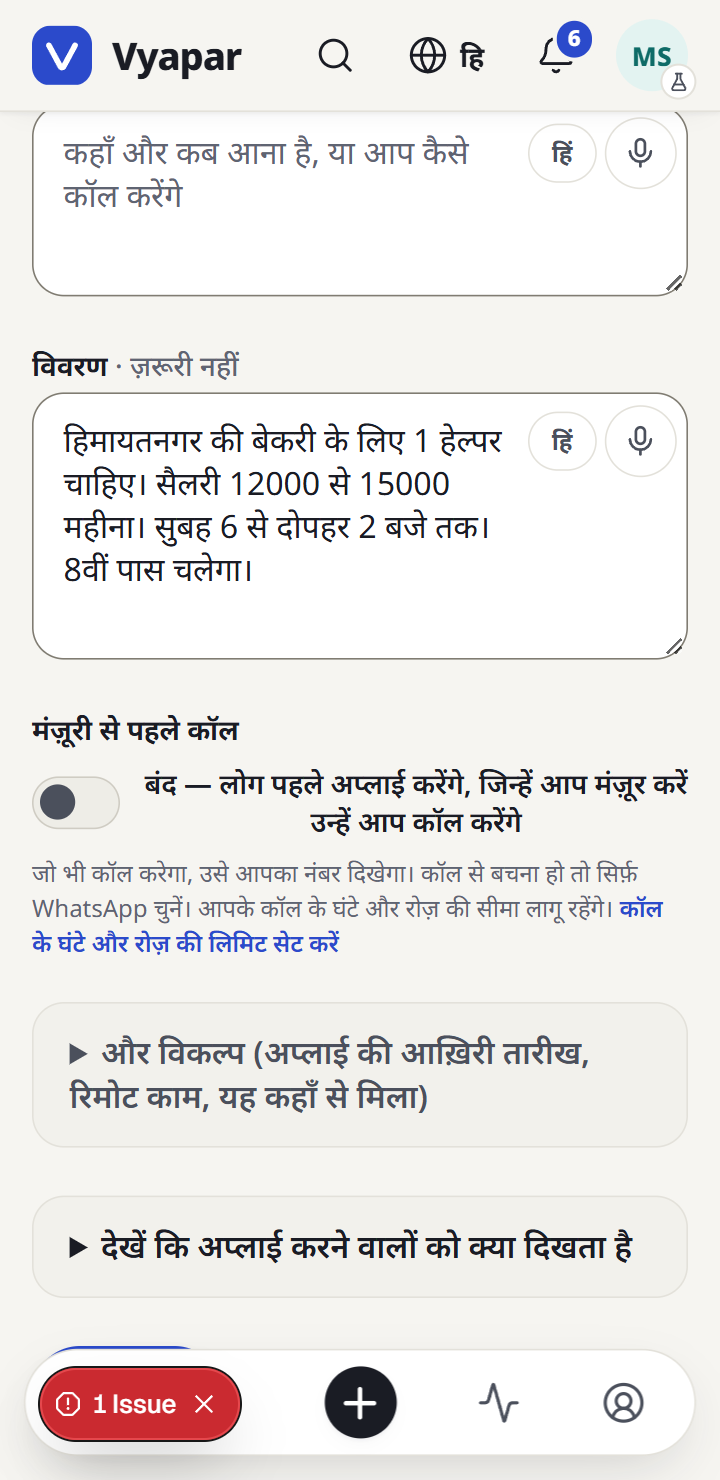 Vyapar
हि
6
MS
कहाँ और कब आना है, या आप कैसे
कॉल करेंगे
हिं
विवरण · ज़रूरी नहीं
हिमायतनगर की बेकरी के लिए 1 हेल्पर
चाहिए। सैलरी 12000 से 15000
महीना। सुबह 6 से दोपहर 2 बजे तक।
8वीं पास चलेगा।
हिं
मंज़ूरी से पहले कॉल
बंद — लोग पहले अप्लाई करेंगे, जिन्हें आप मंज़ूर करें
उन्हें आप कॉल करेंगे
जो भी कॉल करेगा, उसे आपका नंबर दिखेगा। कॉल से बचना हो तो सिर्फ़
WhatsApp चुनें। आपके कॉल के घंटे और रोज़ की सीमा लागू रहेंगे। कॉल
के घंटे और रोज़ की लिमिट सेट करें
और विकल्प (अप्लाई की आख़िरी तारीख,
रिमोट काम, यह कहाँ से मिला)
देखें कि अप्लाई करने वालों को क्या दिखता है
1 Issue